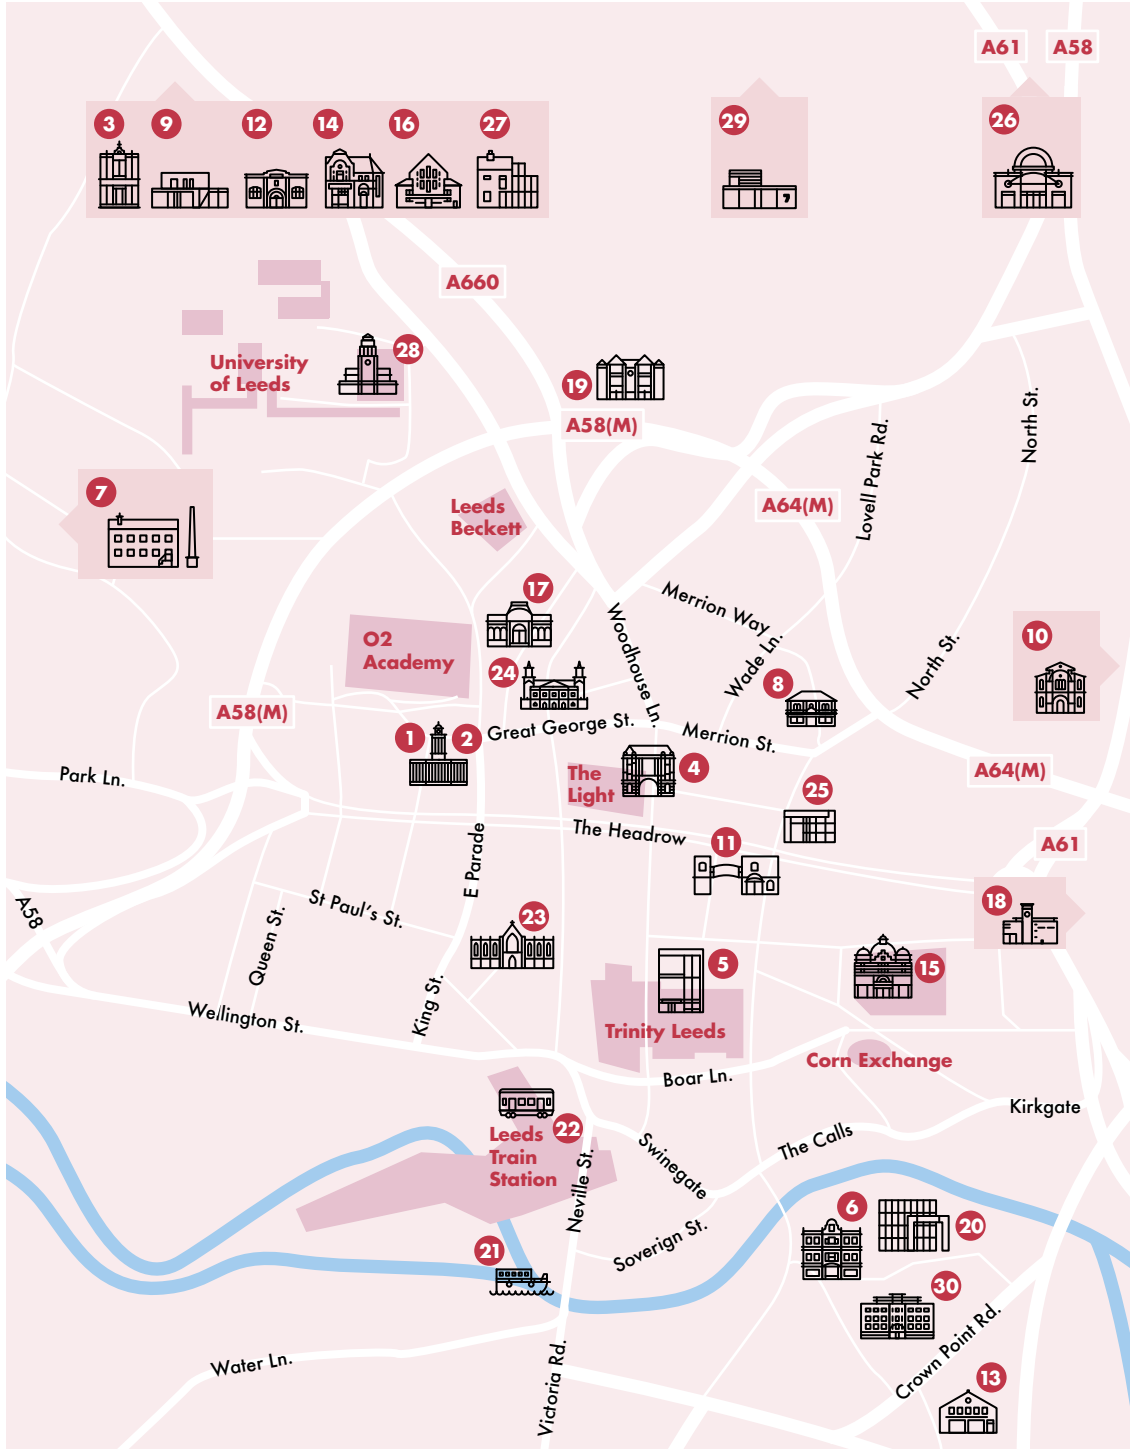 A61
A58
3
9
12
14
16
27
29
26
A660
University
of Leeds
28
19
A58(M)
North St.
Lovell Park Rd.
7
Leeds
Beckett
A64(M)
17
Merrion Way
Woodhouse Ln.
O2
Academy
24
Wade Ln.
8
North St.
10
A58(M)
1
2
Great George St.
Merrion St.
Park Ln.
The
Light
4
A64(M)
25
The Headrow
11
A61
E Parade
A58
St Paul's St.
Queen St.
23
18
5
15
King St.
Wellington St.
Trinity Leeds
Corn Exchange
Boar Ln.
Kirkgate
22
Leeds
Train
Station
Neville St.
Swinegate
The Calls
6
20
Soverign St.
21
30
Crown Point Rd.
Water Ln.
Victoria Rd.
13